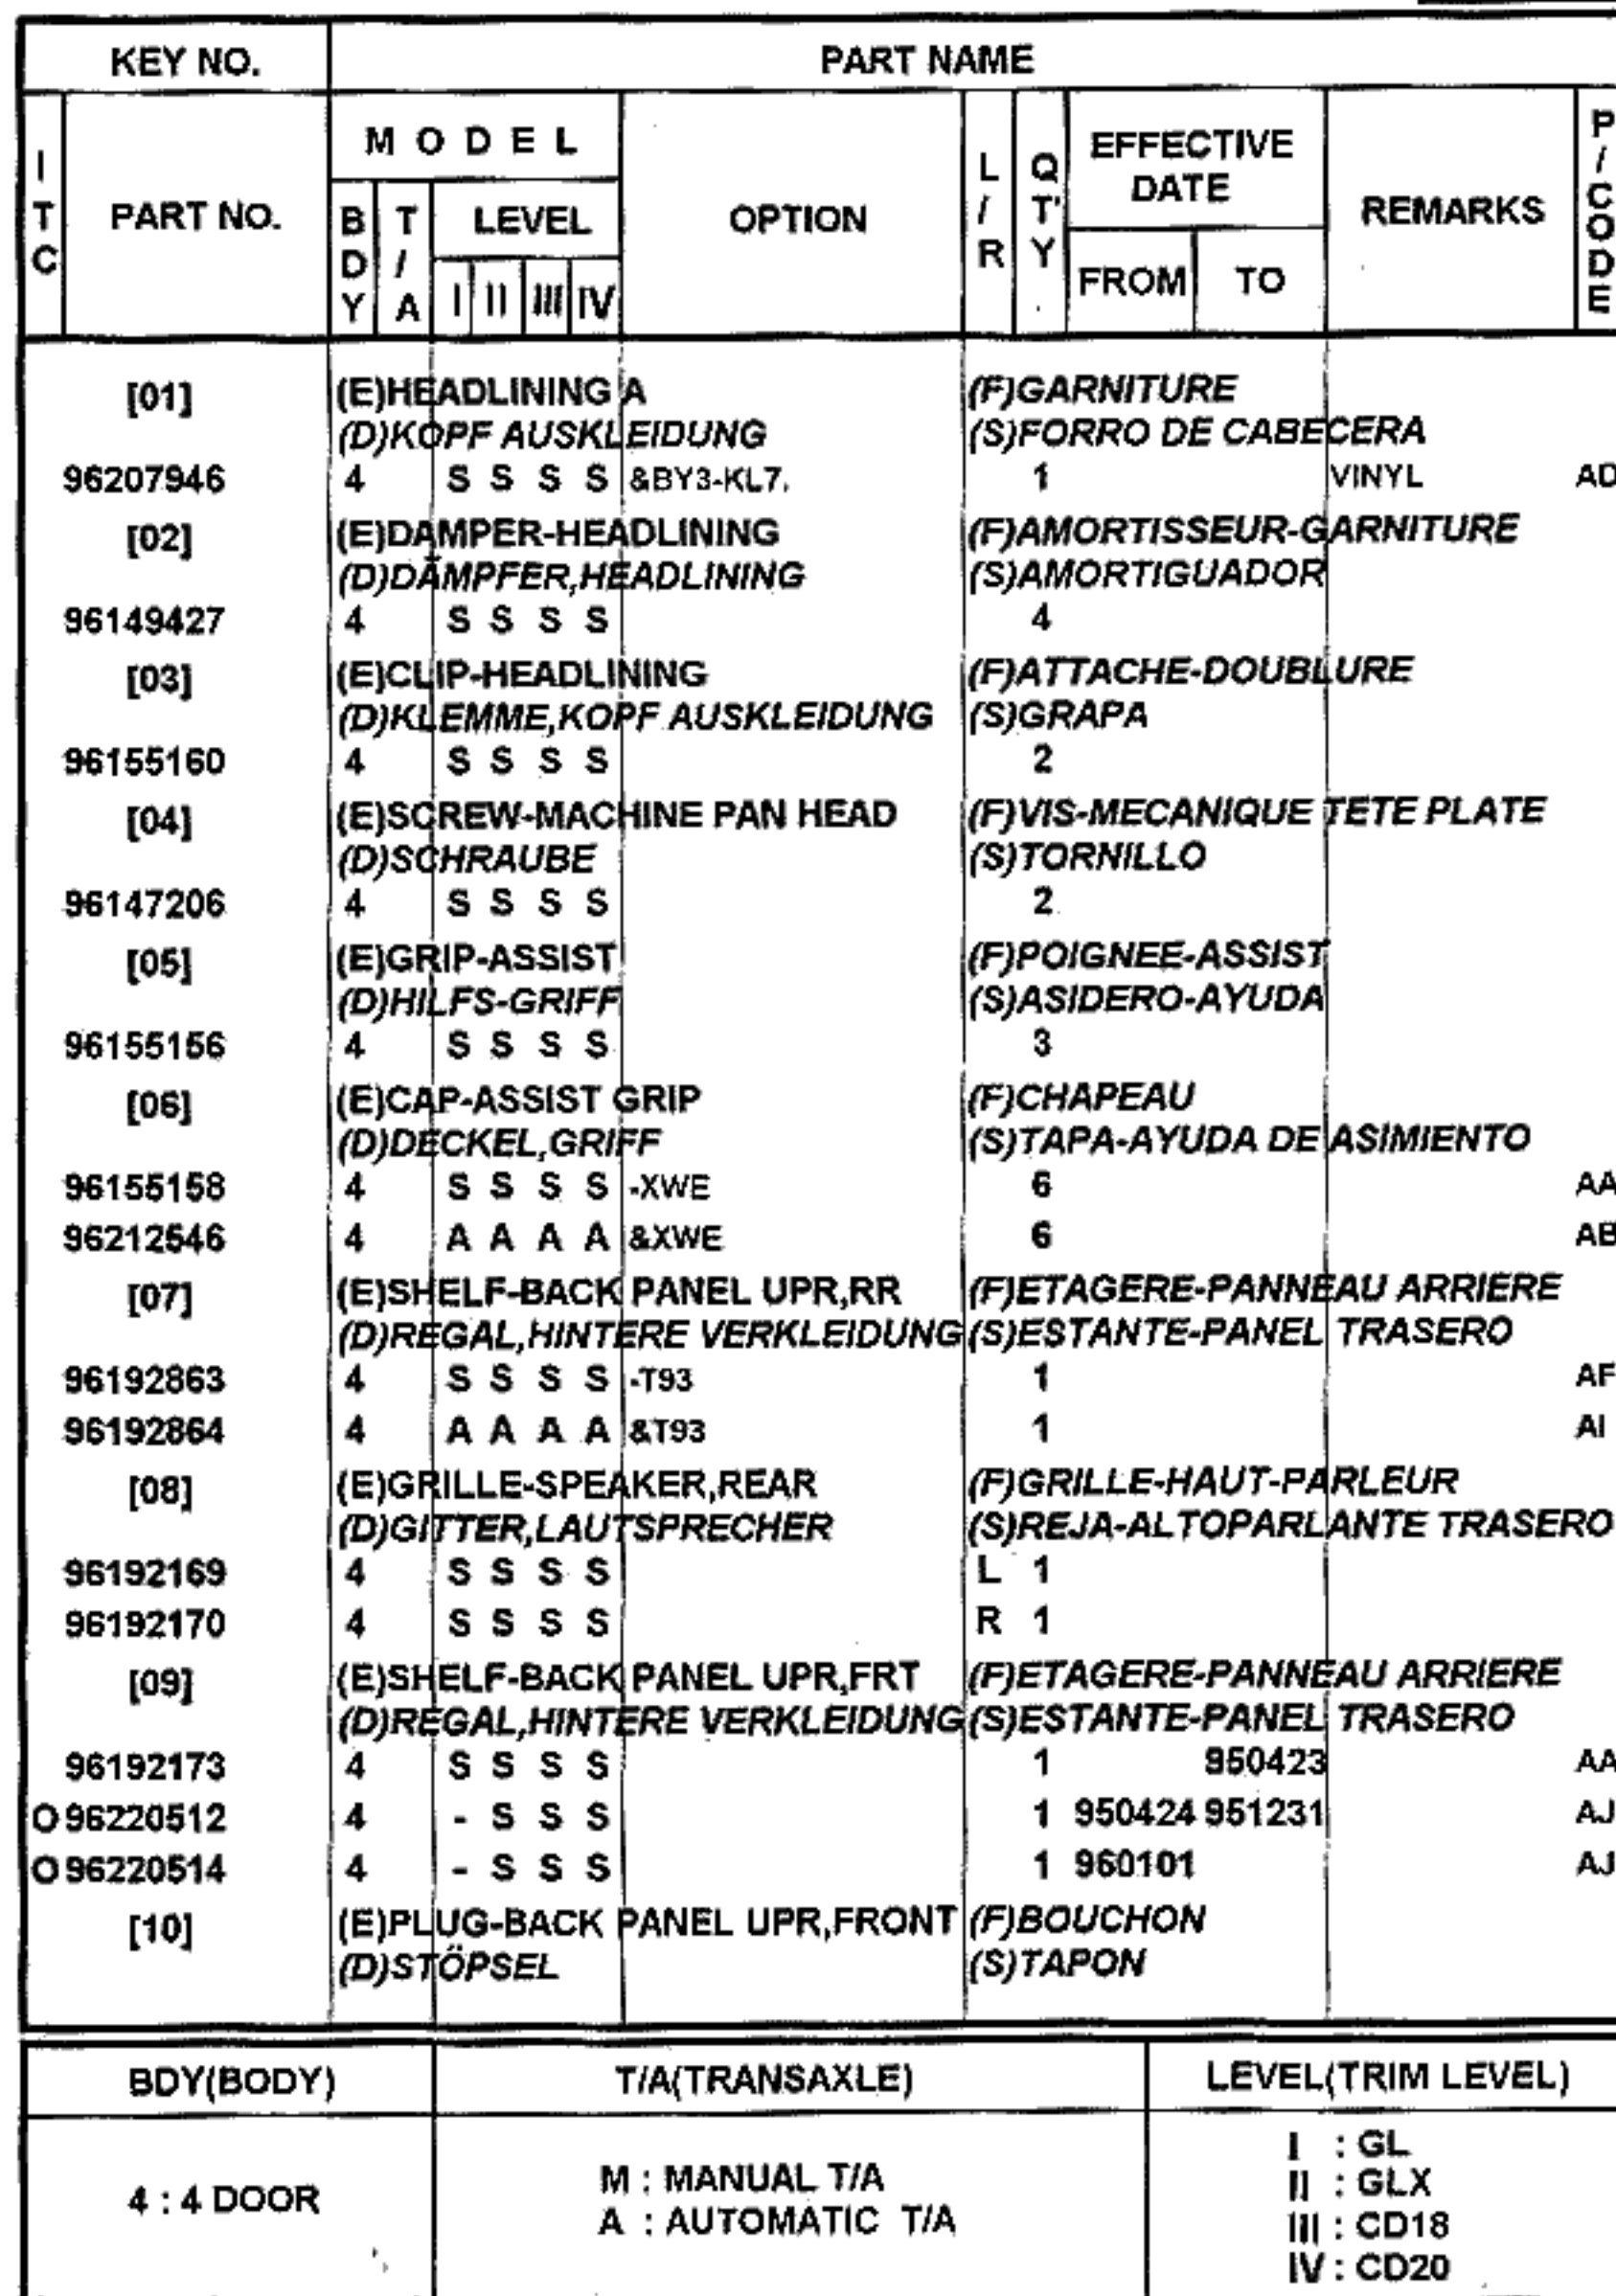 KEY NO. PART NAME
ITC PART NO. MODEL OPTION L/R Q'TY EFFECTIVE DATE REMARKS P/CODE
BDY T/A LEVEL FROM TO
I II III IV
[01] (E)HEADLINING A (F)GARNITURE
(D)KOPF AUSKLEIDUNG (S)FORRO DE CABECERA
96207946 4 S S S S &BY3-KL7. 1 VINYL AD
[02] (E)DAMPER-HEADLINING (F)AMORTISSEUR-GARNITURE
(D)DÄMPFER,HEADLINING (S)AMORTIGUADOR
96149427 4 S S S S 4
[03] (E)CLIP-HEADLINING (F)ATTACHE-DOUBLURE
(D)KLEMME,KOPF AUSKLEIDUNG (S)GRAPA
96155160 4 S S S S 2
[04] (E)SCREW-MACHINE PAN HEAD (F)VIS-MECANIQUE TETE PLATE
(D)SCHRAUBE (S)TORNILLO
96147206 4 S S S S 2
[05] (E)GRIP-ASSIST (F)POIGNEE-ASSIST
(D)HILFS-GRIFF (S)ASIDERO-AYUDA
96155156 4 S S S S 3
[06] (E)CAP-ASSIST GRIP (F)CHAPEAU
(D)DECKEL,GRIFF (S)TAPA-AYUDA DE ASIMIENTO
96155158 4 S S S S -XWE 6 AA
96212546 4 A A A A &XWE 6 AB
[07] (E)SHELF-BACK PANEL UPR,RR (F)ETAGERE-PANNEAU ARRIERE
(D)REGAL,HINTERE VERKLEIDUNG (S)ESTANTE-PANEL TRASERO
96192863 4 S S S S -T93 1 AF
96192864 4 A A A A &T93 1 AI
[08] (E)GRILLE-SPEAKER,REAR (F)GRILLE-HAUT-PARLEUR
(D)GITTER,LAUTSPRECHER (S)REJA-ALTOPARLANTE TRASERO
96192169 4 S S S S L 1
96192170 4 S S S S R 1
[09] (E)SHELF-BACK PANEL UPR,FRT (F)ETAGERE-PANNEAU ARRIERE
(D)REGAL,HINTERE VERKLEIDUNG (S)ESTANTE-PANEL TRASERO
96192173 4 S S S S 1 950423 AA
O 96220512 4 - S S S 1 950424 951231 AJ
O 96220514 4 - S S S 1 960101 AJ
[10] (E)PLUG-BACK PANEL UPR,FRONT (F)BOUCHON
(D)STÖPSEL (S)TAPON
BDY(BODY) T/A(TRANSAXLE) LEVEL(TRIM LEVEL)
4 : 4 DOOR
M : MANUAL T/A
A : AUTOMATIC T/A
I : GL
II : GLX
III : CD18
IV : CD20